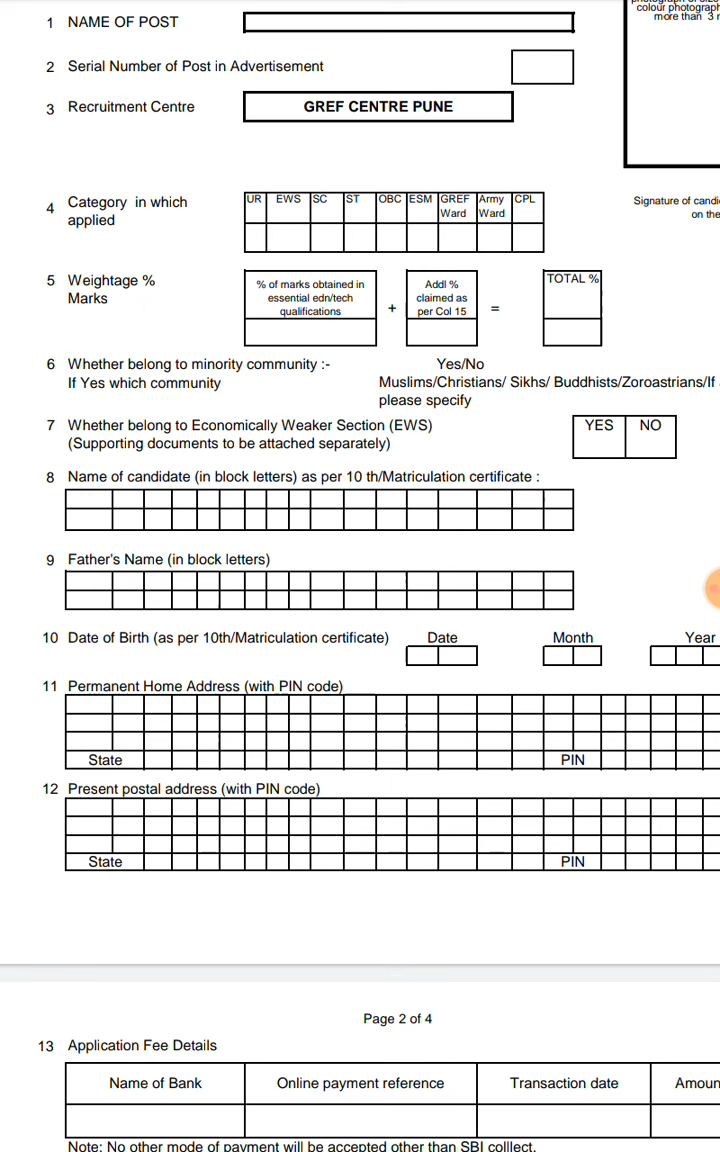 photograph of size
colour photograph
more than 3
1 NAME OF POST
2 Serial Number of Post in Advertisement
3 Recruitment Centre GREF CENTRE PUNE
4 Category in which applied
UR EWS SC ST OBC ESM GREF Ward Army Ward CPL
Signature of
on the
5 Weightage % Marks
% of marks obtained in essential edn/tech qualifications + Addl % claimed as per Col 15 = TOTAL %
6 Whether belong to minority community :- Yes/No
If Yes which community Muslims/Christians/ Sikhs/ Buddhists/Zoroastrians/If
please specify
7 Whether belong to Economically Weaker Section (EWS) YES NO
(Supporting documents to be attached separately)
8 Name of candidate (in block letters) as per 10 th/Matriculation certificate :
9 Father's Name (in block letters)
10 Date of Birth (as per 10th/Matriculation certificate) Date Month Year
11 Permanent Home Address (with PIN code)
State PIN
12 Present postal address (with PIN code)
State PIN
Page 2 of 4
13 Application Fee Details
Name of Bank Online payment reference Transaction date Amoun
Note: No other mode of payment will be accepted other than SBI colllect.